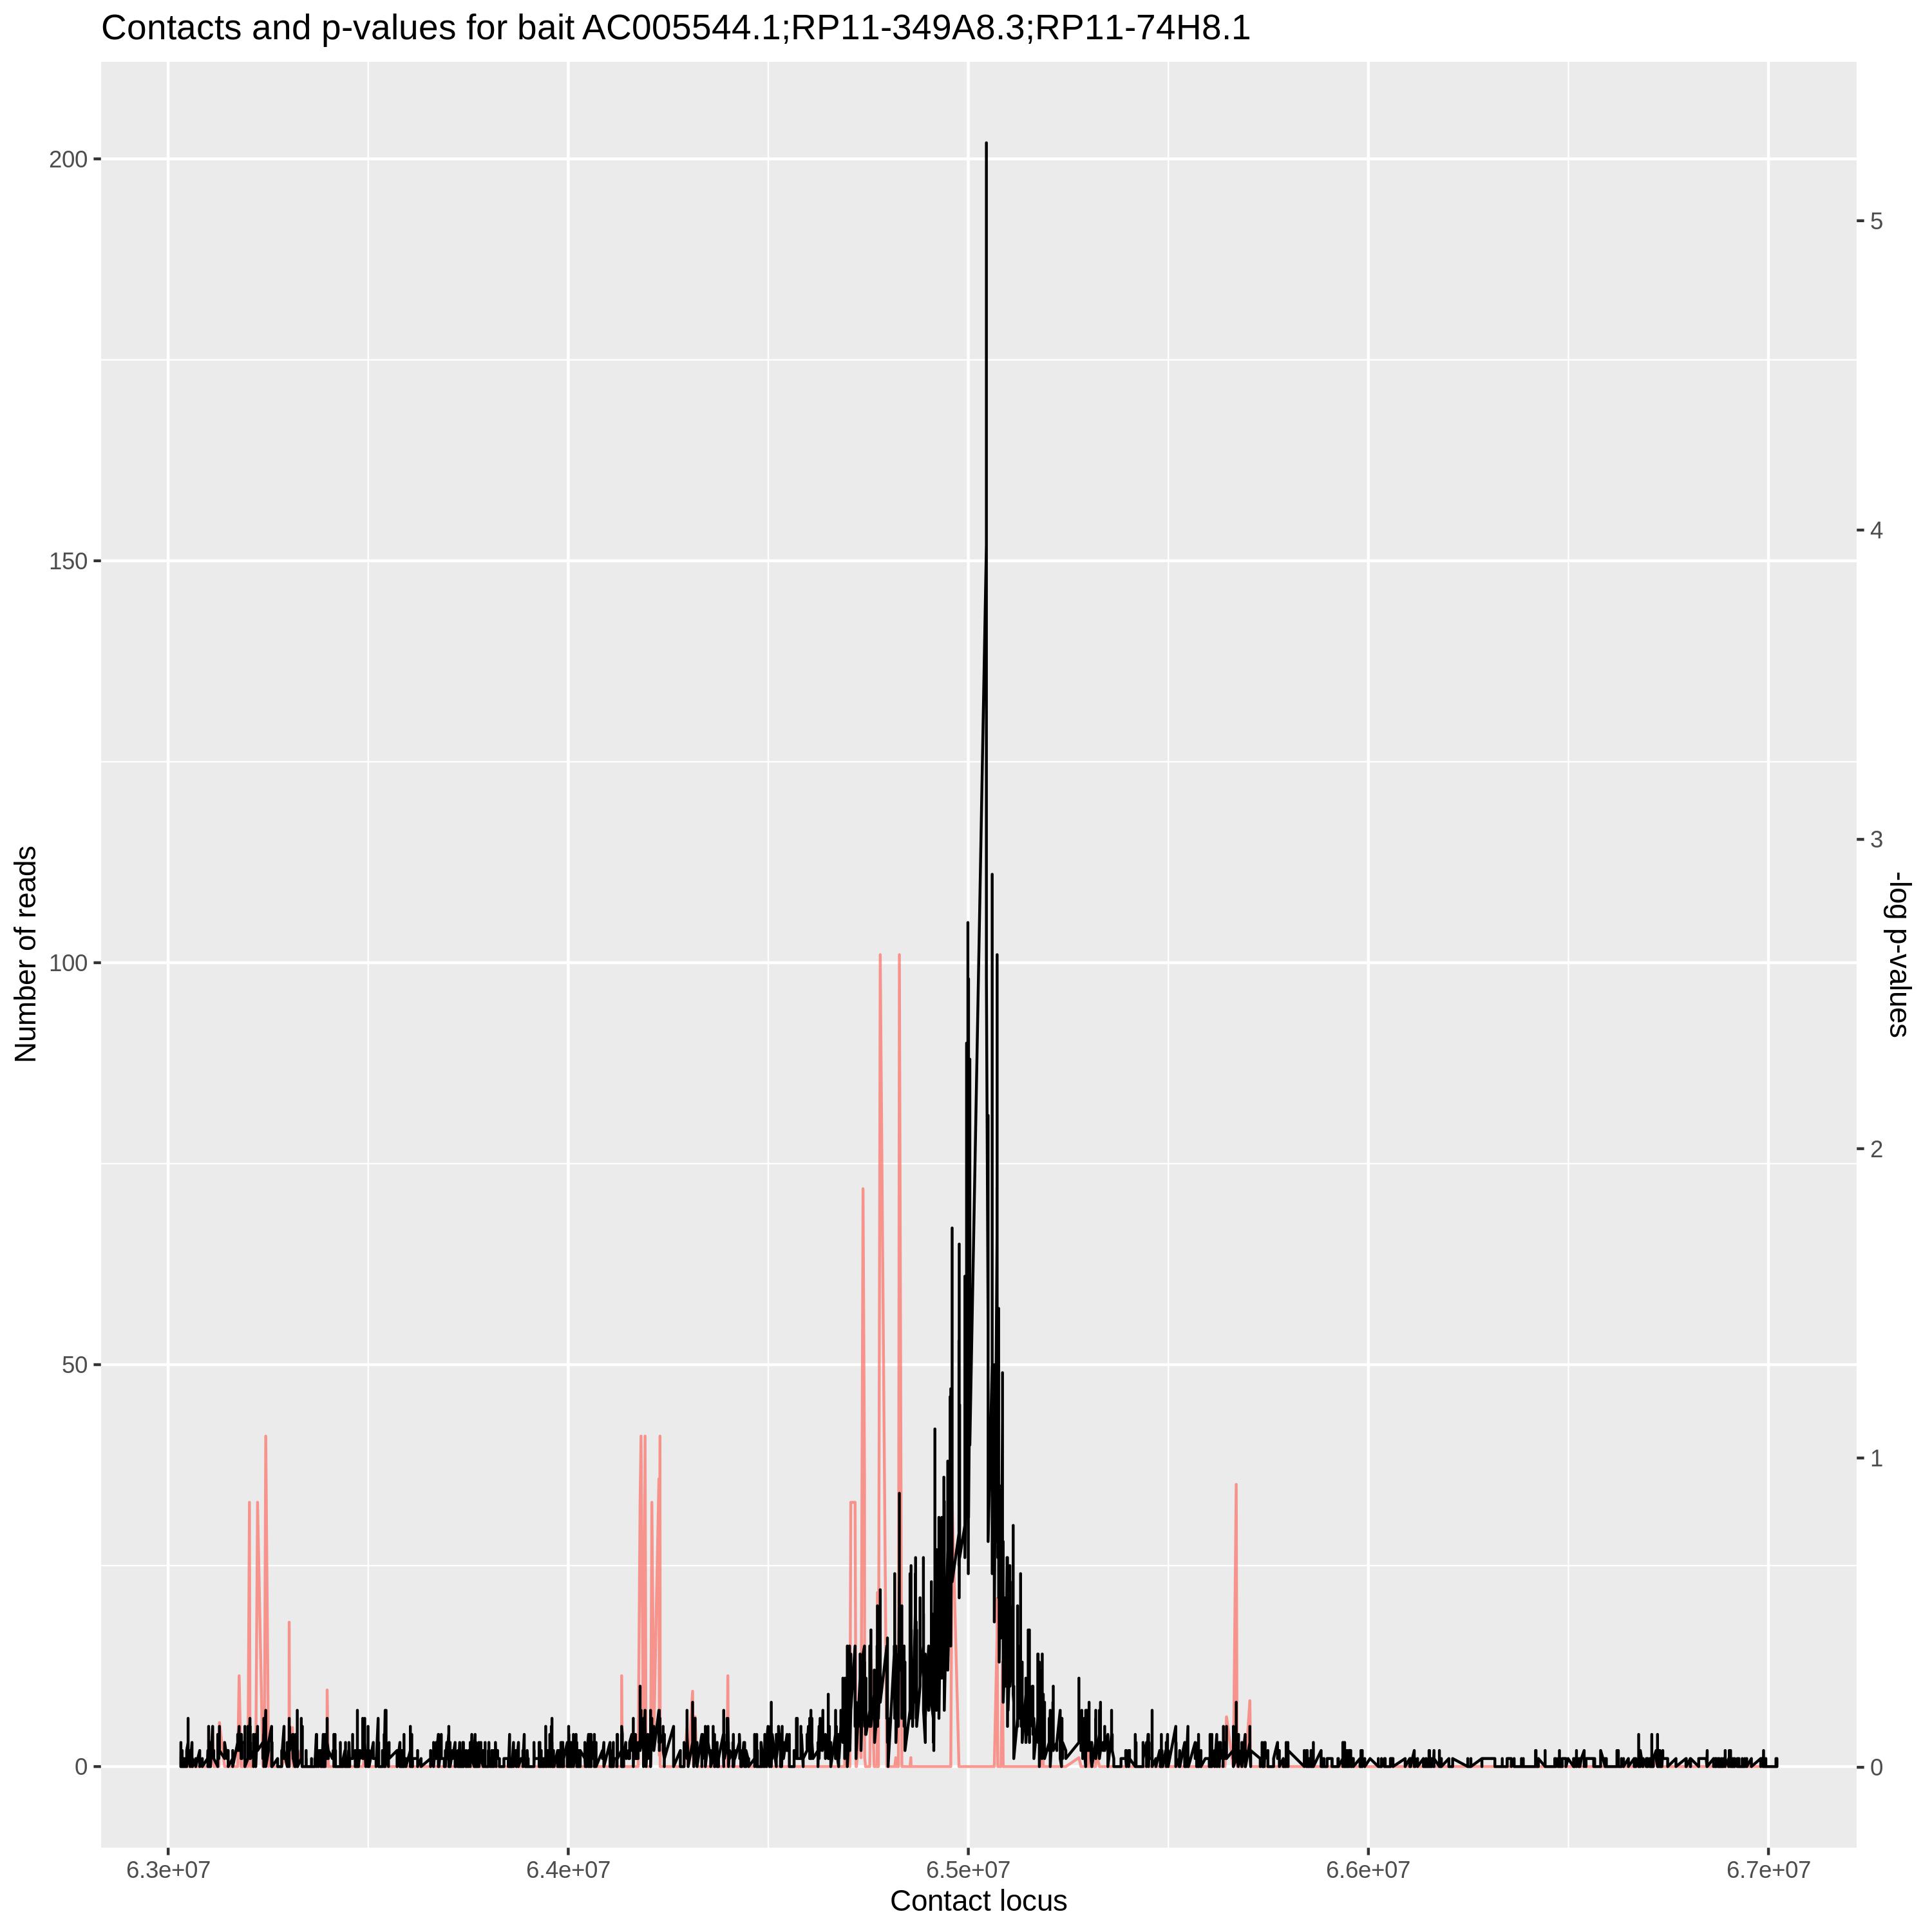 Contacts and p-values for bait AC005544.1;RP11-349A8.3;RP11-74H8.1
200
150
100
50
0
Number of reads
5
4
3
2
1
0
-log p-values
6.3e+07
6.4e+07
6.5e+07
6.6e+07
6.7e+07
Contact locus